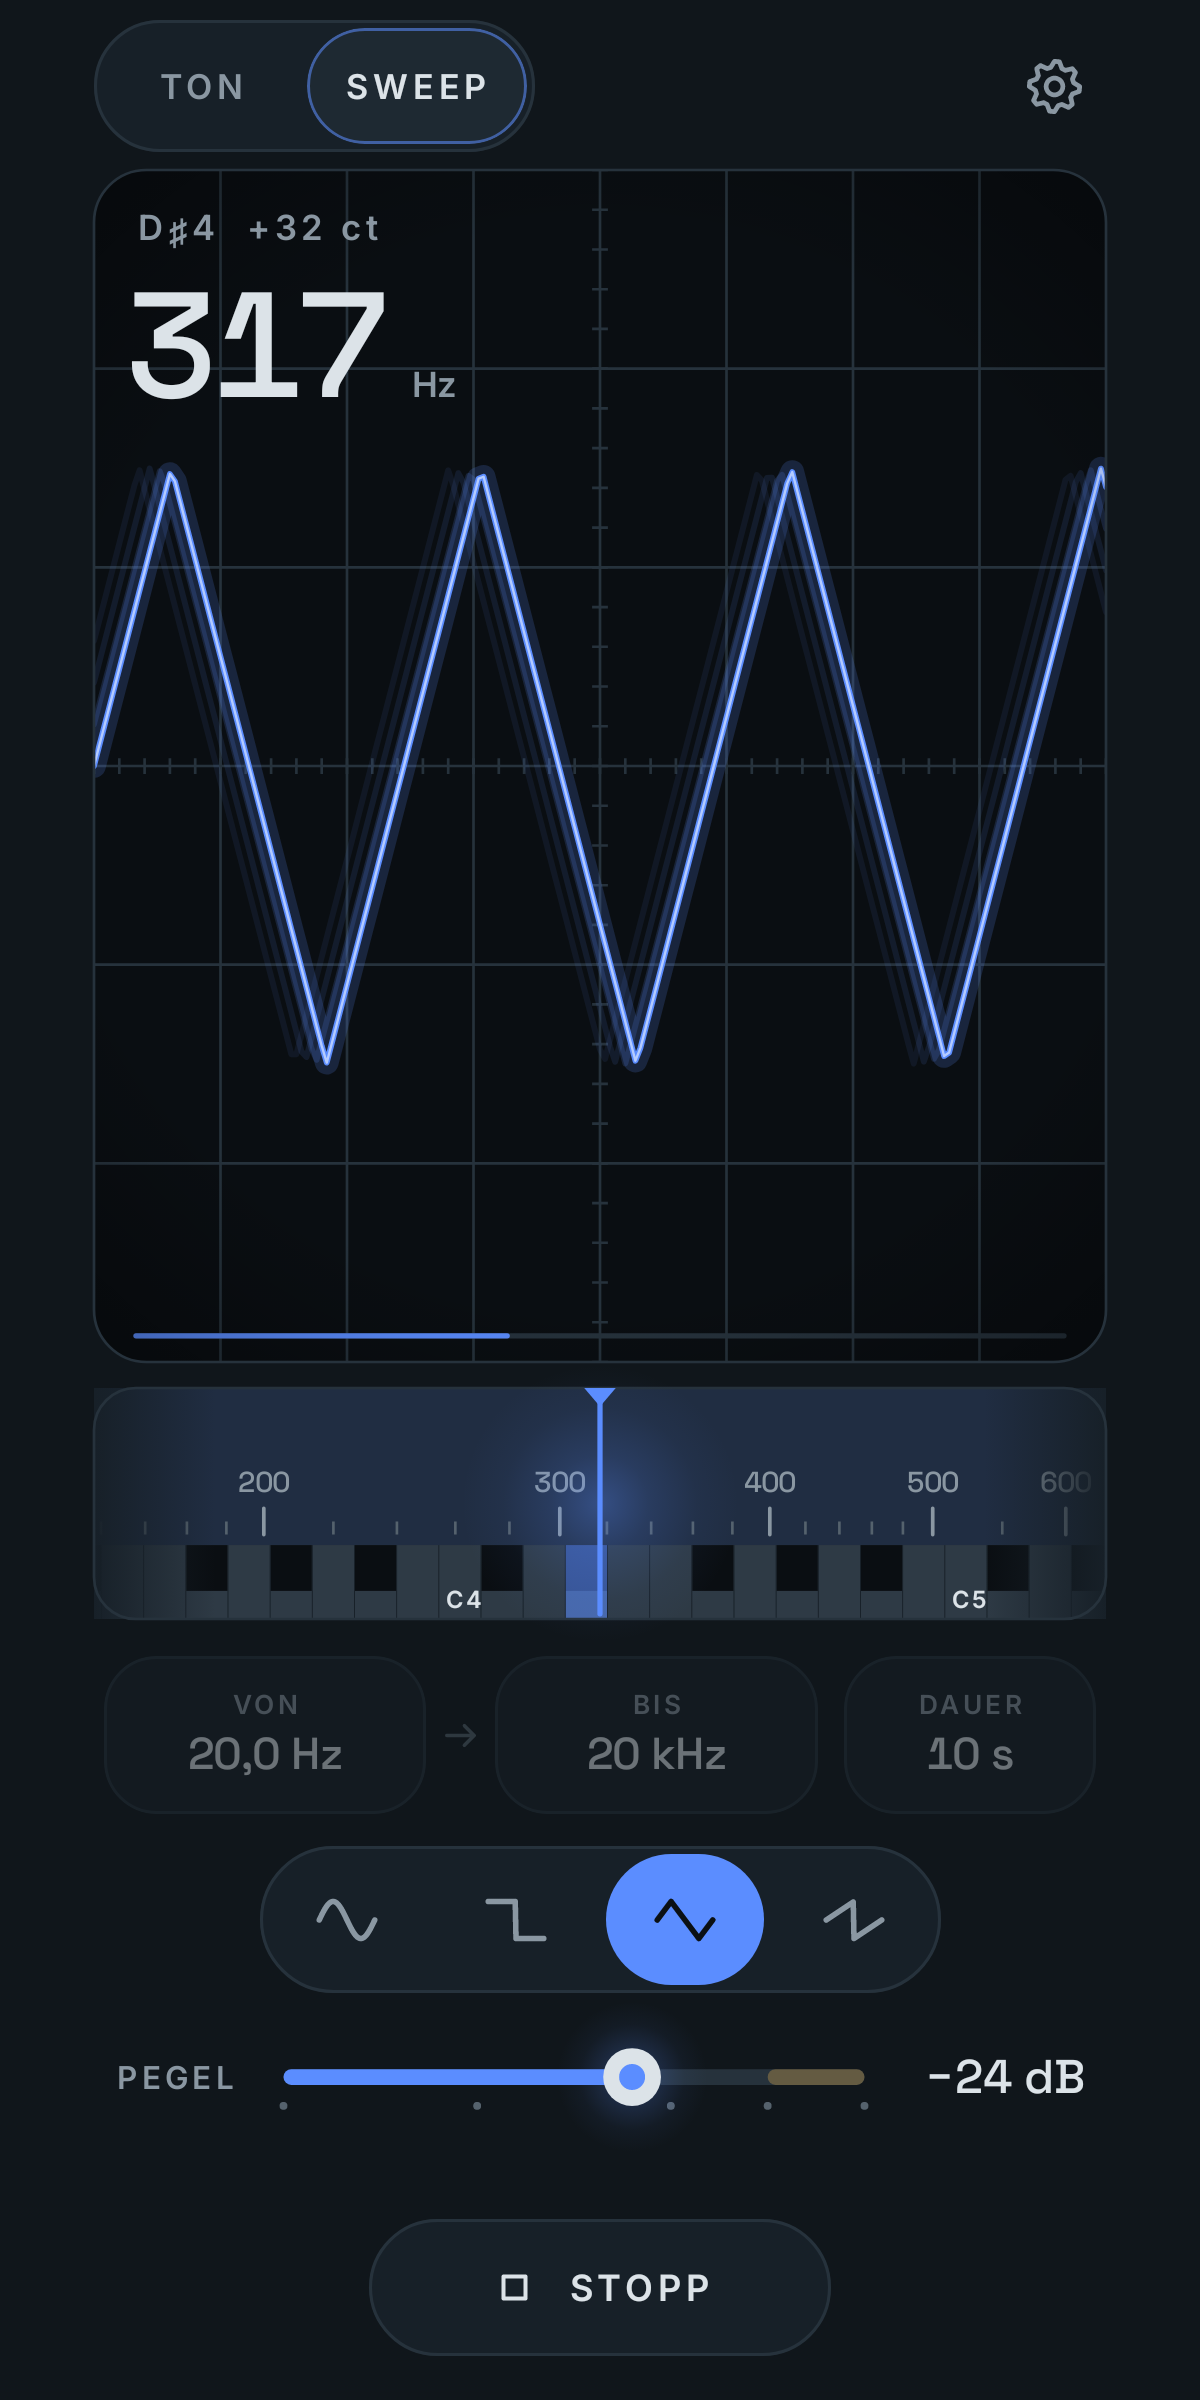 TON SWEEP
D♯4 +32 ct
317 Hz
200 300 400 500 600
C4 C5
VON BIS DAUER
20,0 Hz → 20 kHz 10 s
PEGEL −24 dB
STOPP